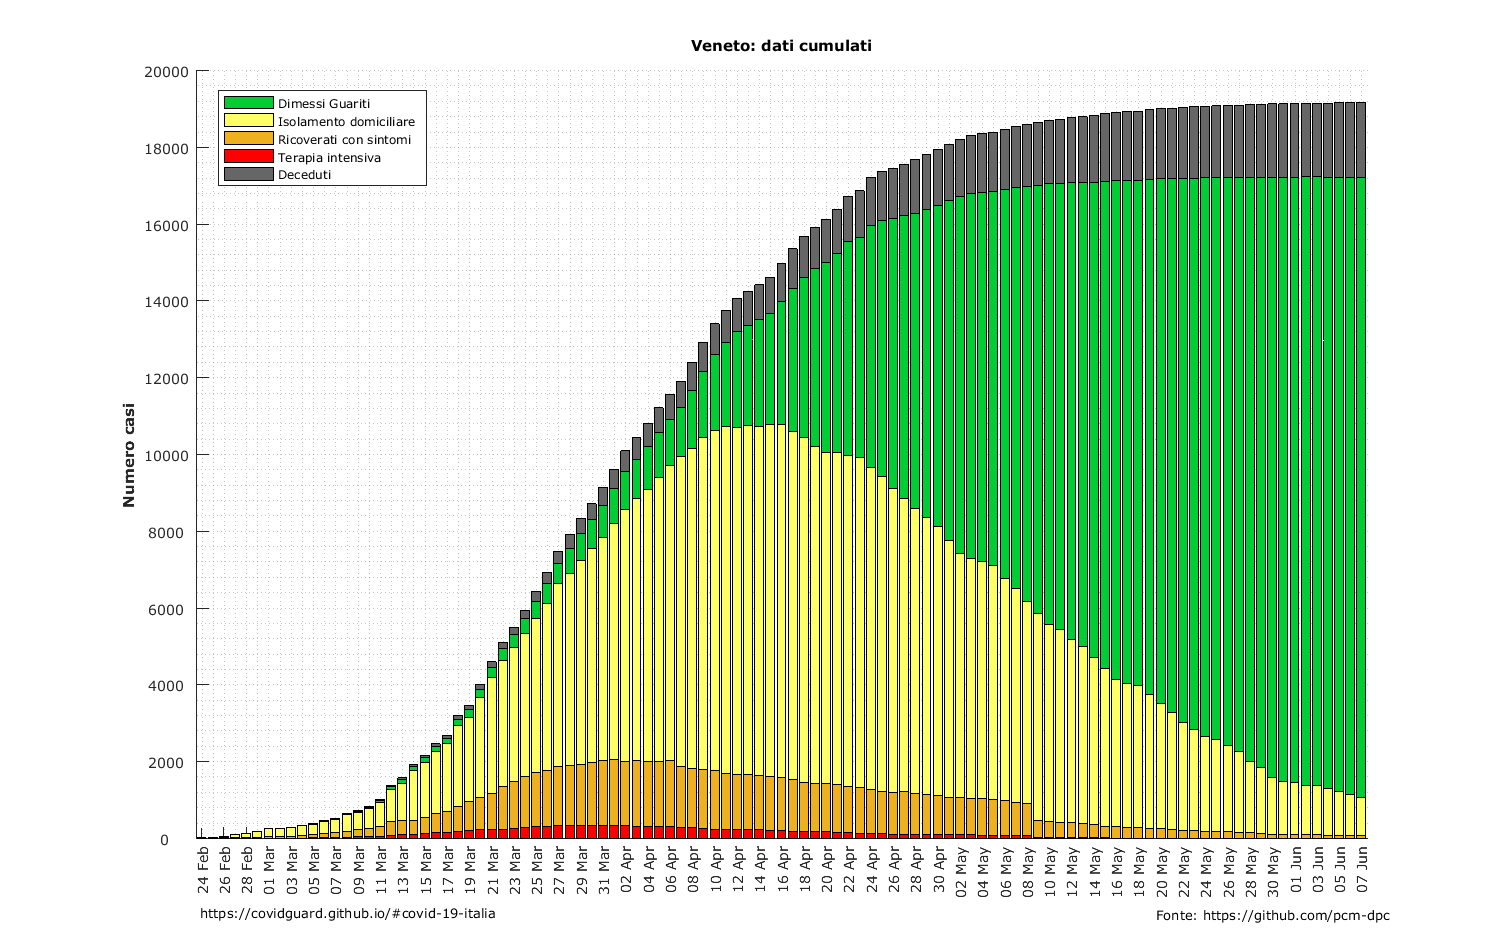 Veneto: dati cumulati
20000
18000
16000
14000
12000
10000
8000
6000
4000
2000
0
Numero casi
Dimessi Guariti
Isolamento domiciliare
Ricoverati con sintomi
Terapia intensiva
Deceduti
24 Feb
26 Feb
28 Feb
01 Mar
03 Mar
05 Mar
07 Mar
09 Mar
11 Mar
13 Mar
15 Mar
17 Mar
19 Mar
21 Mar
23 Mar
25 Mar
27 Mar
29 Mar
31 Mar
02 Apr
04 Apr
06 Apr
08 Apr
10 Apr
12 Apr
14 Apr
16 Apr
18 Apr
20 Apr
22 Apr
24 Apr
26 Apr
28 Apr
30 Apr
02 May
04 May
06 May
08 May
10 May
12 May
14 May
16 May
18 May
20 May
22 May
24 May
26 May
28 May
30 May
01 Jun
03 Jun
05 Jun
07 Jun
https://covidguard.github.io/#covid-19-italia
Fonte: https://github.com/pcm-dpc